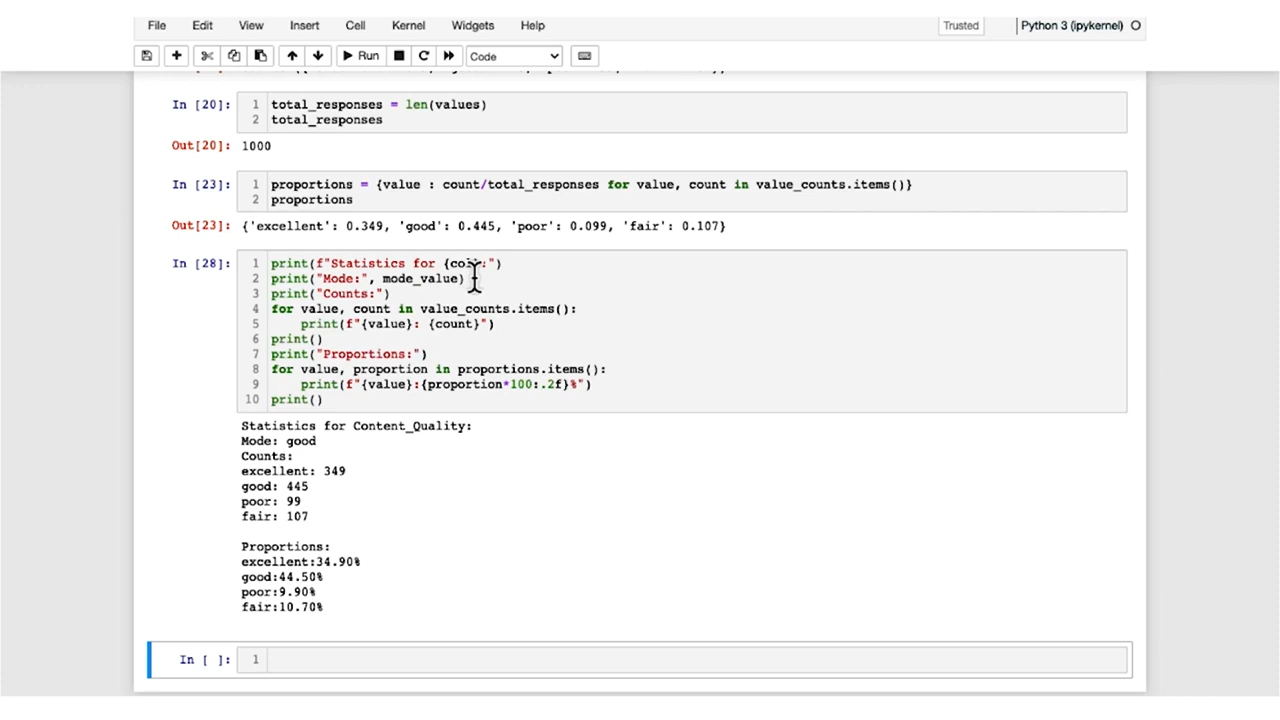 File Edit View Insert Cell Kernel Widgets Help Trusted Python 3 (ipykernel)
Run Code
In [20]: 1 total_responses = len(values)
2 total_responses
Out[20]: 1000
In [23]: 1 proportions = {value : count/total_responses for value, count in value_counts.items()}
2 proportions
Out[23]: {'excellent': 0.349, 'good': 0.445, 'poor': 0.099, 'fair': 0.107}
In [28]: 1 print(f"Statistics for
2 print("Mode:", mode_value)
3 print("Counts:")
4 for value, count in value_counts.items():
5 print(f"{value}: {count}")
6 print()
7 print("Proportions:")
8 for value, proportion in proportions.items():
9 print(f"{value}:{proportion*100:.2f}%")
10 print()
Statistics for Content_Quality:
Mode: good
Counts:
excellent: 349
good: 445
poor: 99
fair: 107
Proportions:
excellent:34.90%
good:44.50%
poor:9.90%
fair:10.70%
In [ ]: 1